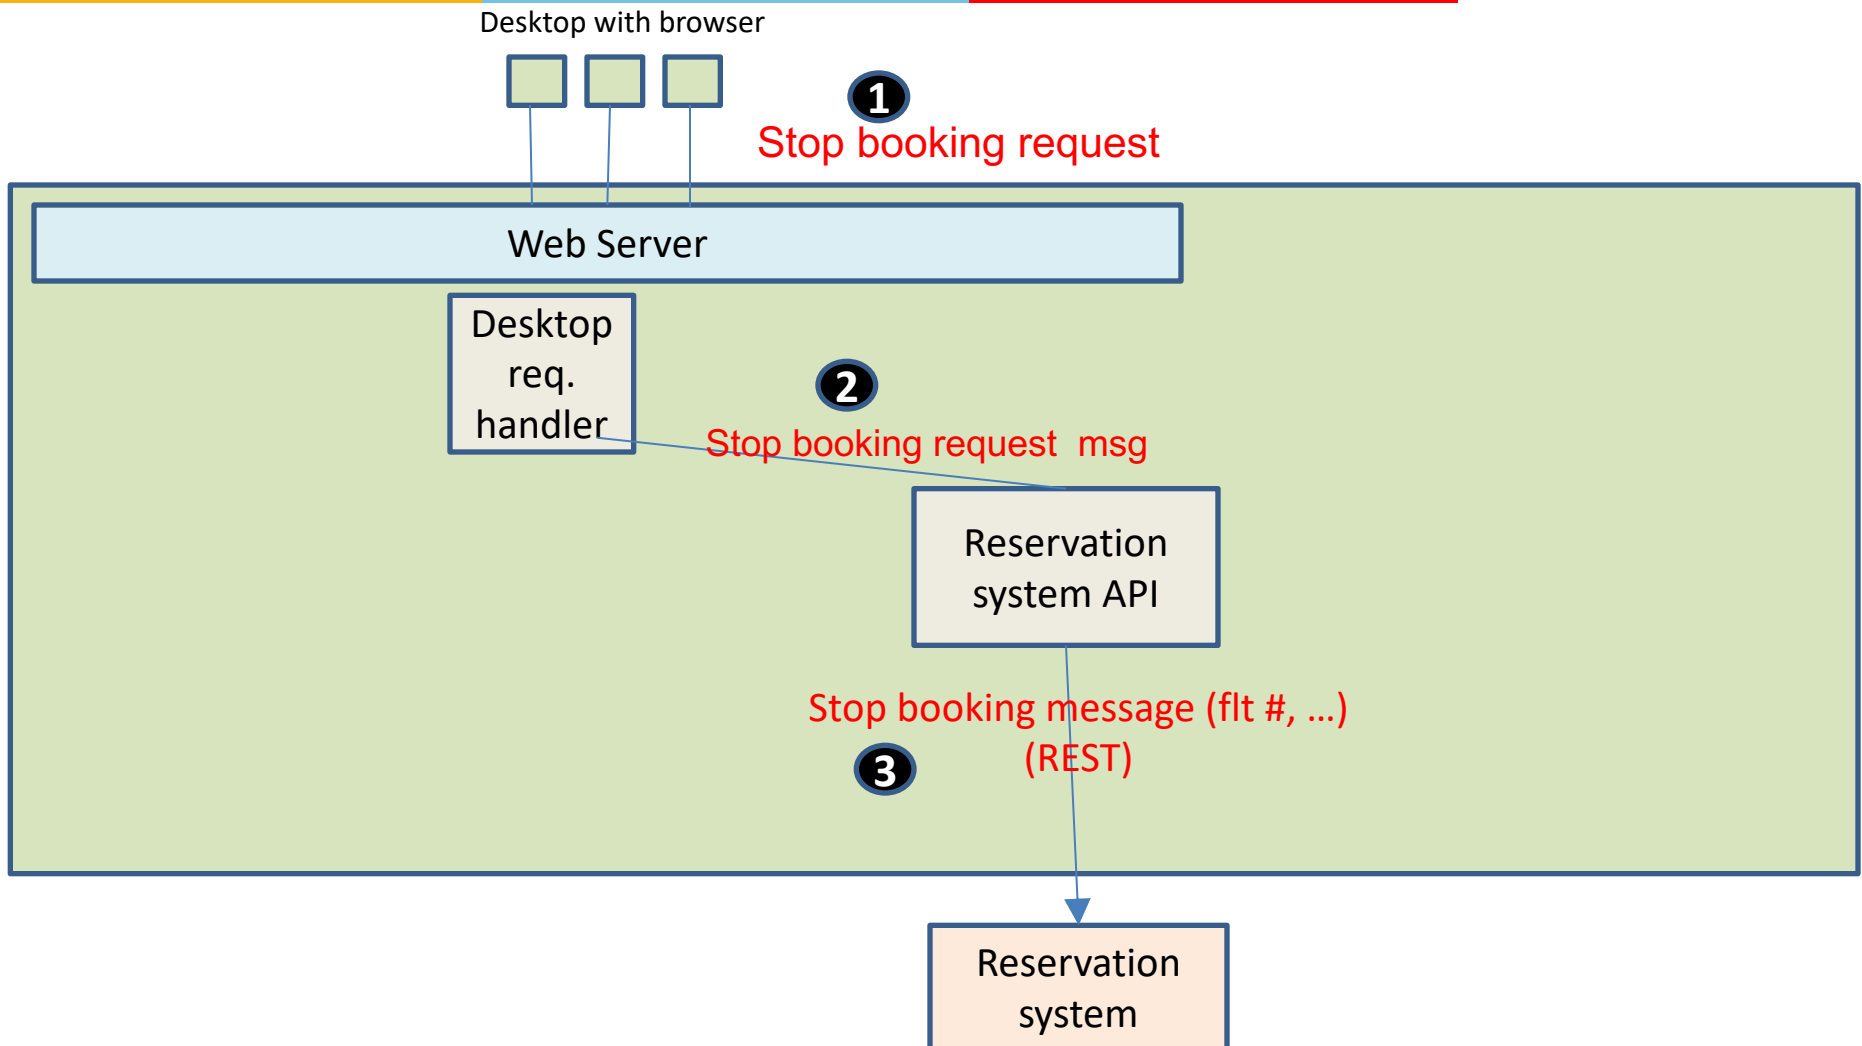 Desktop with browser
1
Stop booking request
Web Server
Desktop
req.
handler
2
Stop booking request  msg
Reservation
system API
Stop booking message (flt #, …)
(REST)
3
Reservation
system